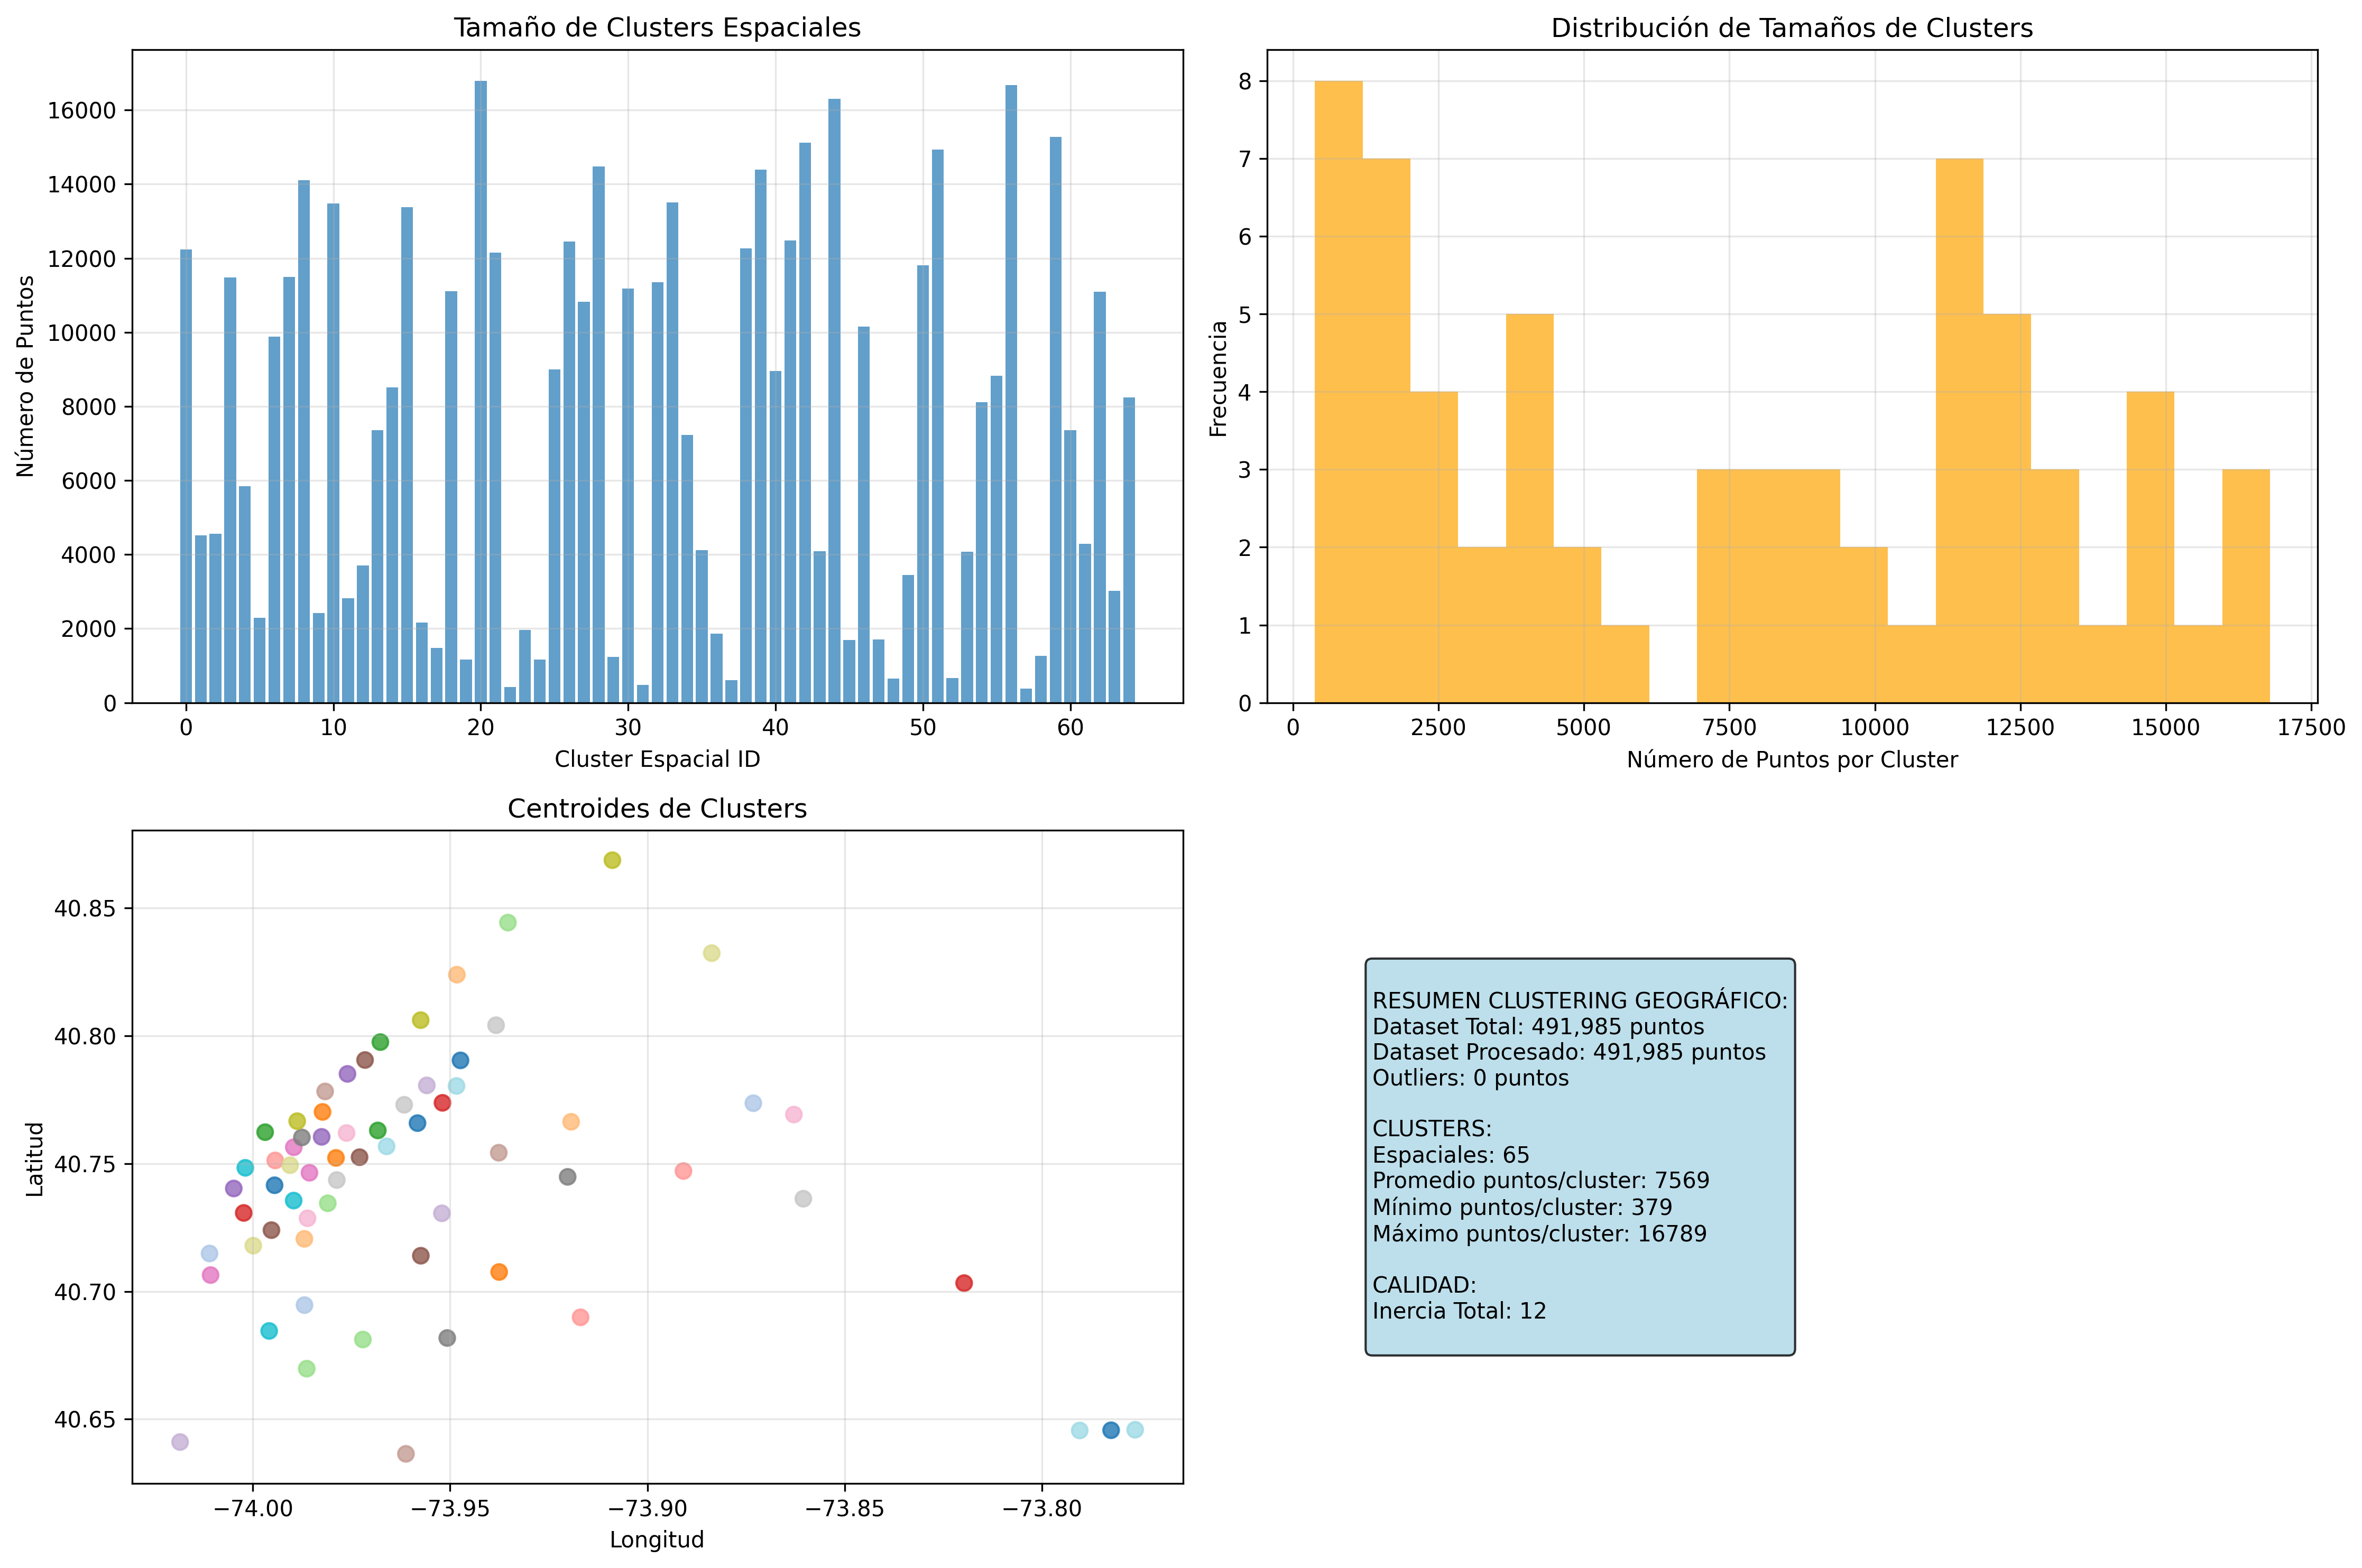 Tamaño de Clusters Espaciales
16000
14000
12000
10000
8000
6000
4000
2000
0
Número de Puntos
0 10 20 30 40 50 60
Cluster Espacial ID
Distribución de Tamaños de Clusters
8
7
6
5
4
3
2
1
0
Frecuencia
0 2500 5000 7500 10000 12500 15000 17500
Número de Puntos por Cluster
Centroides de Clusters
40.85
40.80
40.75
40.70
40.65
Latitud
−74.00 −73.95 −73.90 −73.85 −73.80
Longitud
RESUMEN CLUSTERING GEOGRÁFICO:
Dataset Total: 491,985 puntos
Dataset Procesado: 491,985 puntos
Outliers: 0 puntos
CLUSTERS:
Espaciales: 65
Promedio puntos/cluster: 7569
Mínimo puntos/cluster: 379
Máximo puntos/cluster: 16789
CALIDAD:
Inercia Total: 12